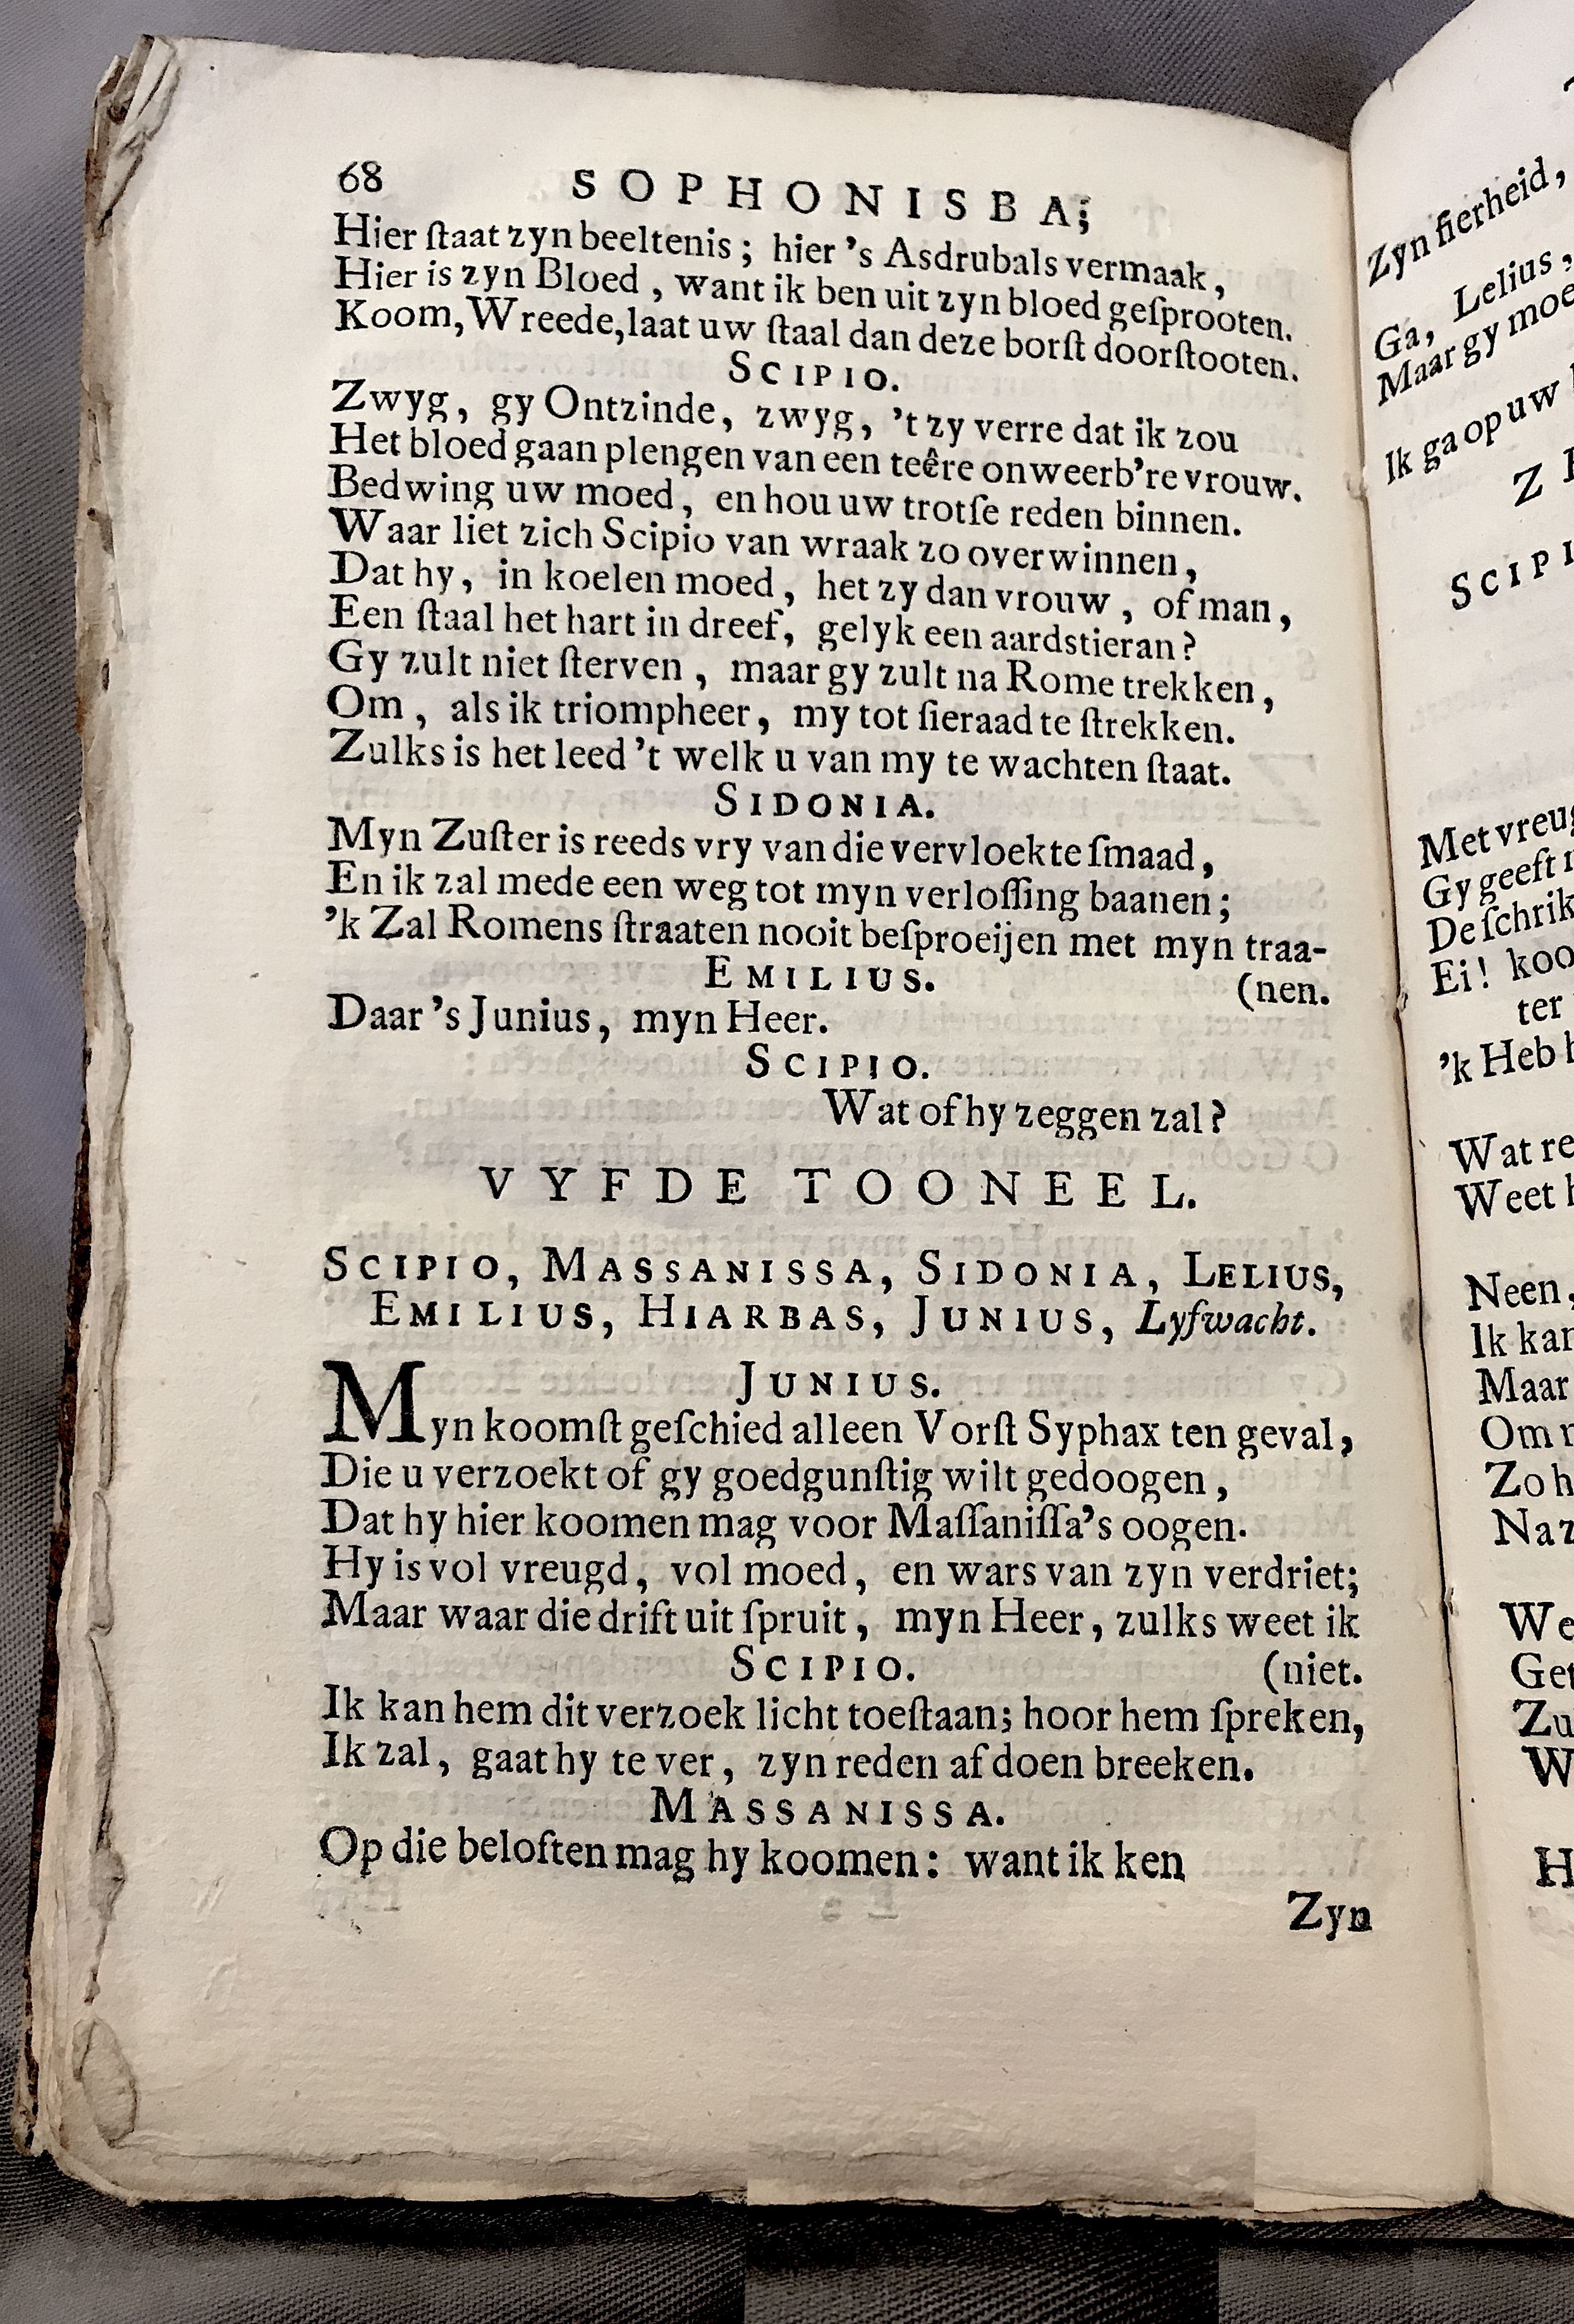 68 SOPHONISBA;
Hier ſtaat zyn beeltenis; hier 's Asdrubals vermaak,
Hier is zyn Bloed, want ik ben uit zyn bloed geſprooten.
Koom, Wreede, laat uw ſtaal dan deze borſt doorſtooten.
SCIPIO.
Zwyg, gy Ontzinde, zwyg, 't zy verre dat ik zou
Het bloed gaan plengen van een teêre onweerb're vrouw.
Bedwing uw moed, en hou uw trotſe reden binnen.
Waar liet zich Scipio van wraak zo overwinnen,
Dat hy, in koelen moed, het zy dan vrouw, of man,
Een ſtaal het hart in dreef, gelyk een aardstieran?
Gy zult niet ſterven, maar gy zult na Rome trekken,
Om, als ik triompheer, my tot ſieraad te ſtrekken.
Zulks is het leed 't welk u van my te wachten ſtaat.
SIDONIA.
Myn Zuſter is reeds vry van die vervloekte ſmaad,
En ik zal mede een weg tot myn verloſſing baanen;
'k Zal Romens ſtraaten nooit beſproeijen met myn traa-
EMILIUS. (nen.
Daar 's Junius, myn Heer.
SCIPIO.
Wat of hy zeggen zal?
VYFDE TOONEEL.
SCIPIO, MASSANISSA, SIDONIA, LELIUS,
EMILIUS, HIARBAS, JUNIUS, Lyfwacht.
JUNIUS.
Myn koomſt geſchied alleen Vorſt Syphax ten geval,
Die u verzoekt of gy goedgunſtig wilt gedoogen,
Dat hy hier koomen mag voor Maſſaniſſa's oogen.
Hy is vol vreugd, vol moed, en wars van zyn verdriet;
Maar waar die drift uit ſpruit, myn Heer, zulks weet ik
SCIPIO. (niet.
Ik kan hem dit verzoek licht toeſtaan; hoor hem ſpreken,
Ik zal, gaat hy te ver, zyn reden af doen breeken.
MASSANISSA.
Op die beloften mag hy koomen: want ik ken
Zyn
Zyn fierheid,
Ga, Lelius,
Maar gy moe
Ik ga op uw
Z
SCIPI
Met vreug
Gy geeft
De ſchrik
Ei! koo
ter
'k Heb
Wat re
Weet
Neen,
Ik kan
Maar
Om
Zo h
Na z
We
Get
Zu
W
H